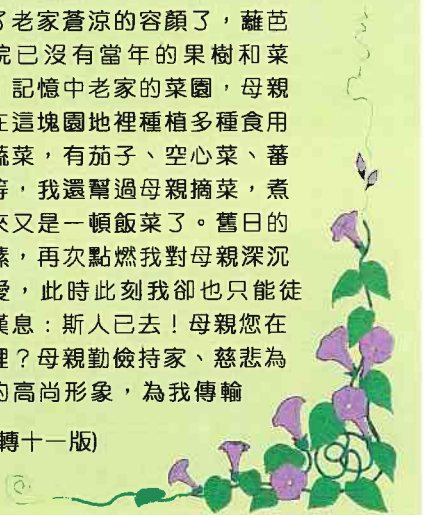 了老家蒼涼的容顏了，蘺芭
院已沒有當年的果樹和菜
記憶中老家的菜園，母親
在這塊園地裡種植多種食用
蔬菜，有茄子、空心菜、蕃
等，我還幫過母親摘菜，煮
來又是一頓飯菜了。舊日的
愫，再次點燃我對母親深沉
愛，此時此刻我卻也只能徒
嘆息：斯人已去！母親您在
裡？母親勤儉持家、慈悲為
的高尚形象，為我傳輸
轉十一版)